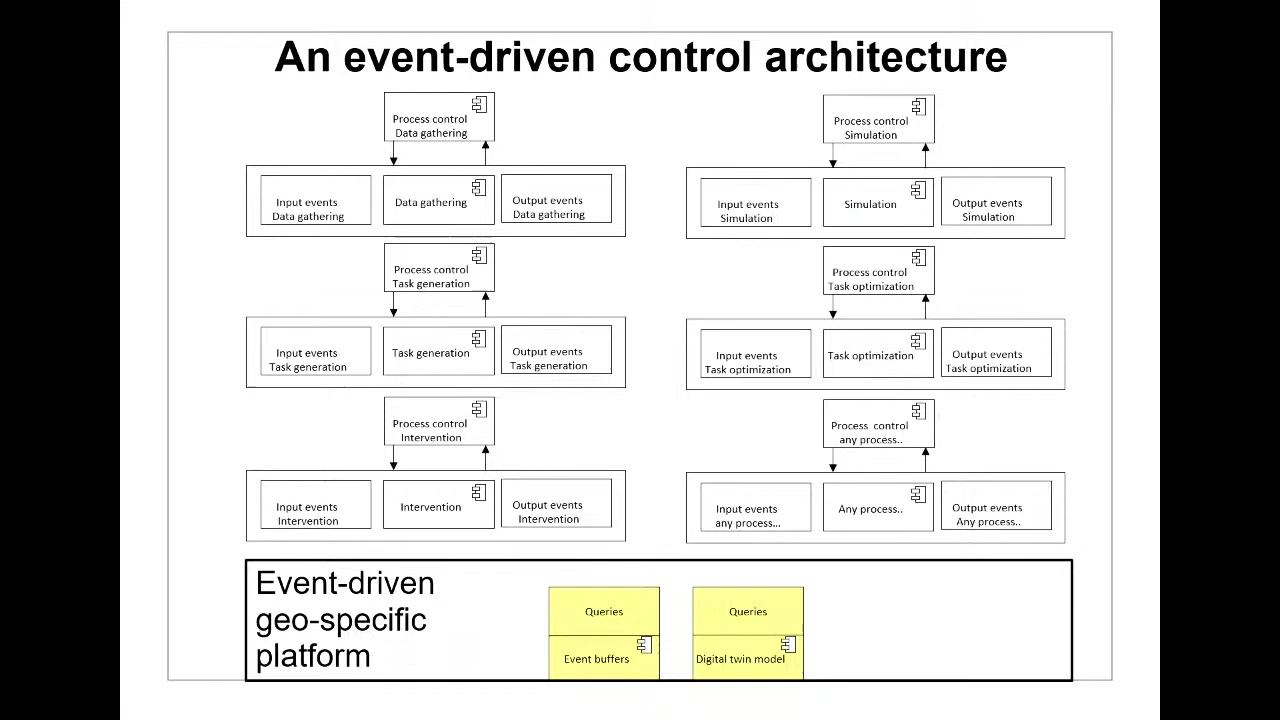 An event-driven control architecture
Process control
Data gathering
Input events
Data gathering
Data gathering
Output events
Data gathering
Process control
Simulation
Input events
Simulation
Simulation
Output events
Simulation
Process control
Task generation
Input events
Task generation
Task generation
Output events
Task generation
Process control
Task optimization
Input events
Task optimization
Task optimization
Output events
Task optimization
Process control
Intervention
Input events
Intervention
Intervention
Output events
Intervention
Process control
any process..
Input events
any process...
Any process..
Output events
Any process..
Event-driven
geo-specific
platform
Queries
Event buffers
Queries
Digital twin model